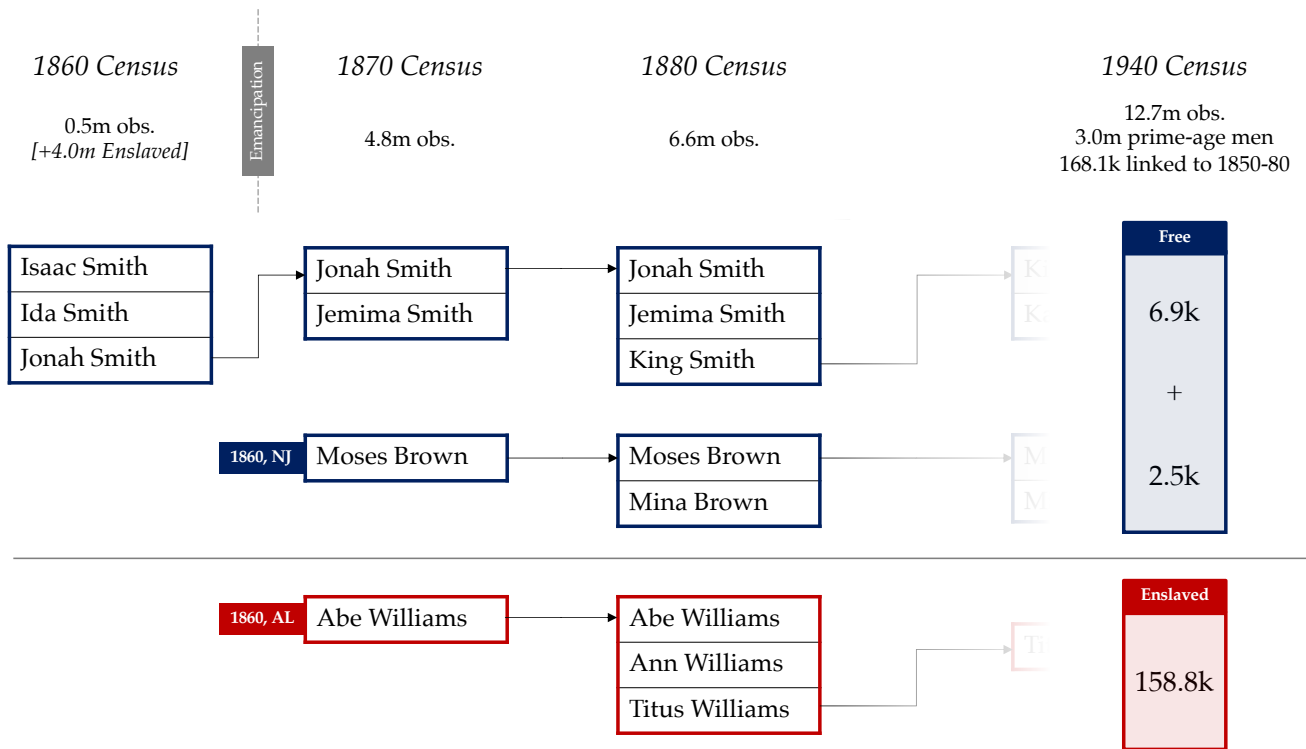 1860 Census
Emancipation
1870 Census
1880 Census
1940 Census
0.5m obs.
[+4.0m Enslaved]
4.8m obs.
6.6m obs.
12.7m obs.
3.0m prime-age men
168.1k linked to 1850-80
Isaac Smith
Ida Smith
Jonah Smith
Jonah Smith
Jemima Smith
Jonah Smith
Jemima Smith
King Smith
Free
6.9k
+
2.5k
1860, NJ
Moses Brown
Moses Brown
Mina Brown
1860, AL
Abe Williams
Abe Williams
Ann Williams
Titus Williams
Enslaved
158.8k